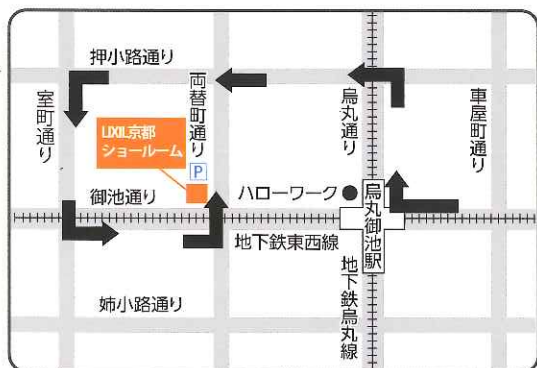 押小路通り
室町通り
両替町通り
烏丸通り
車屋町通り
LIXIL京都
ショールーム
P
御池通り
ハローワーク
烏丸御池駅
地下鉄東西線
地下鉄烏丸線
姉小路通り